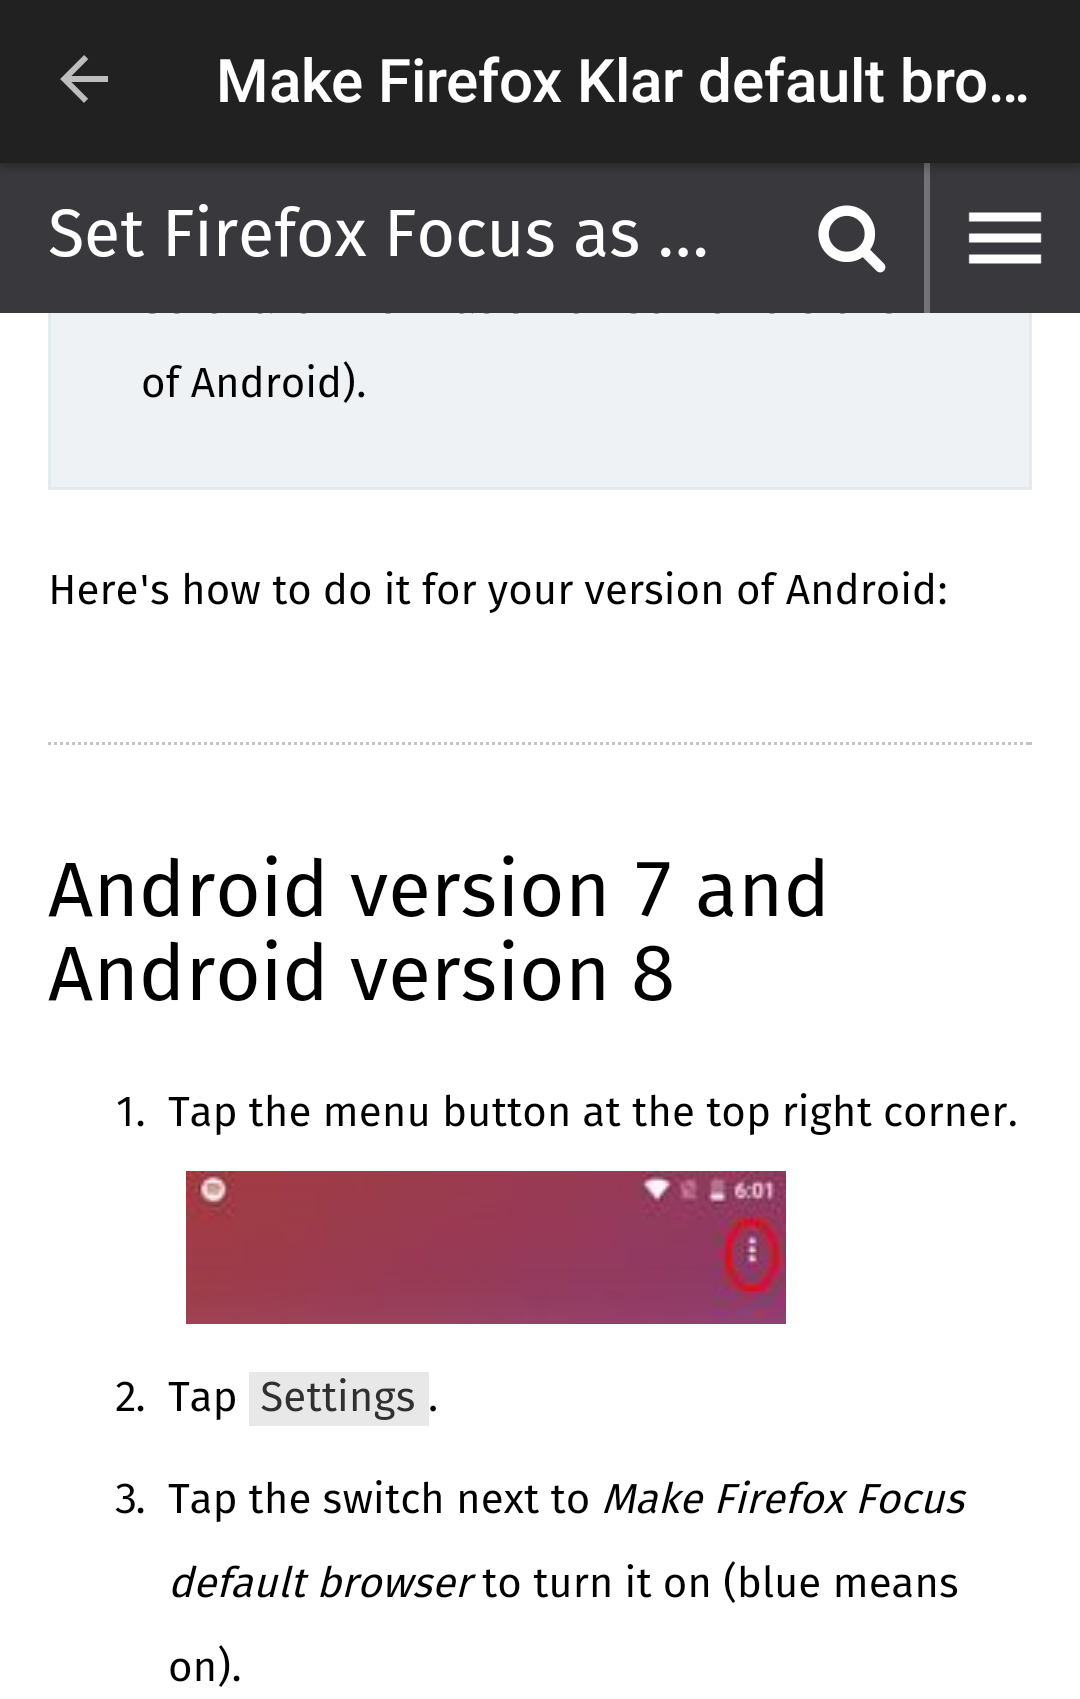 Make Firefox Klar default bro...
Set Firefox Focus as ...
of Android).
Here's how to do it for your version of Android:
Android version 7 and
Android version 8
1. Tap the menu button at the top right corner.
6:01
2. Tap Settings .
3. Tap the switch next to Make Firefox Focus
default browser to turn it on (blue means
on).